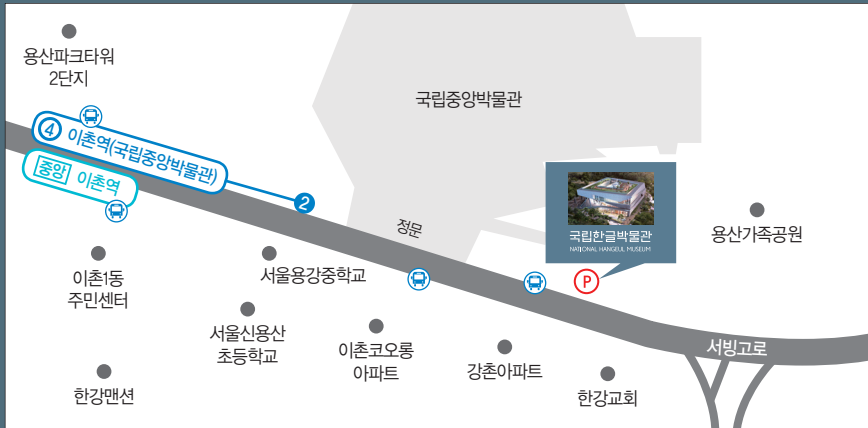 용산파크타워
2단지
국립중앙박물관
④ 이촌역(국립중앙박물관)
중앙 이촌역
2
정문
국립한글박물관
NATIONAL HANGEUL MUSEUM
P
용산가족공원
이촌1동
주민센터
서울용강중학교
서울신용산
초등학교
이촌코오롱
아파트
강촌아파트
서빙고로
한강맨션
한강교회